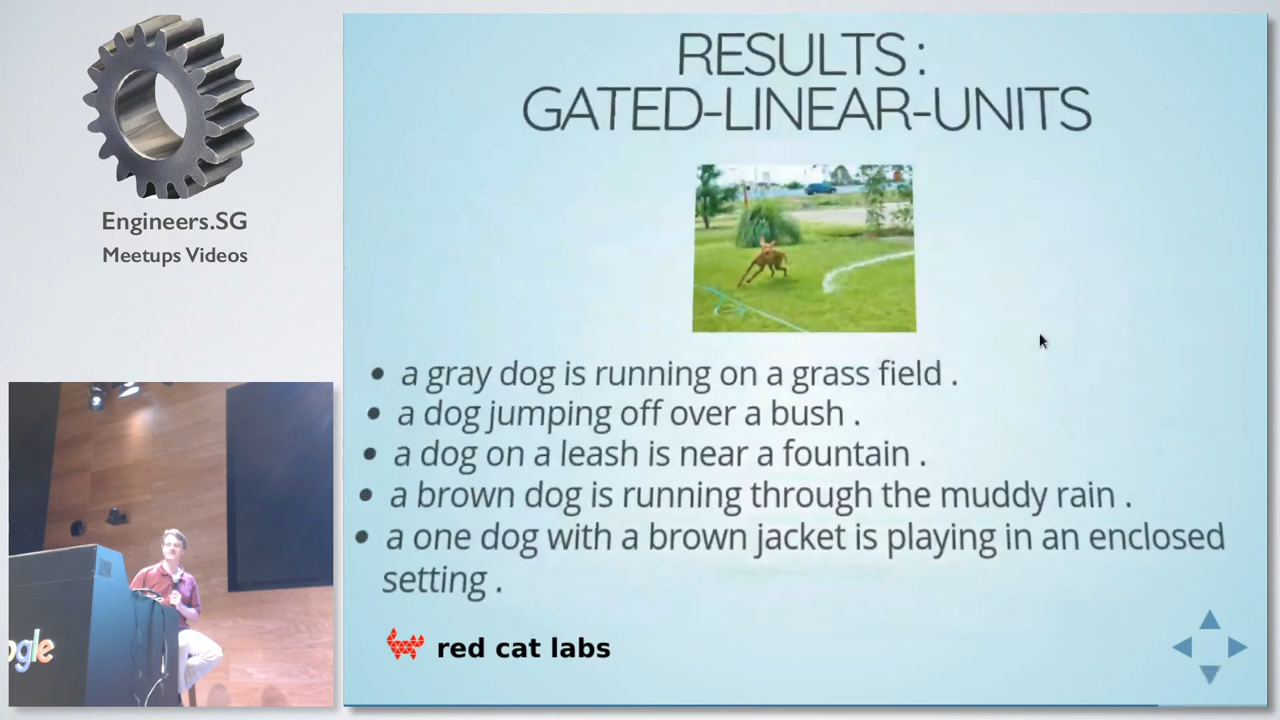 Engineers.SG
Meetups Videos
RESULTS :
GATED-LINEAR-UNITS
a gray dog is running on a grass field .
a dog jumping off over a bush .
a dog on a leash is near a fountain .
a brown dog is running through the muddy rain .
a one dog with a brown jacket is playing in an enclosed
setting .
red cat labs
ogle